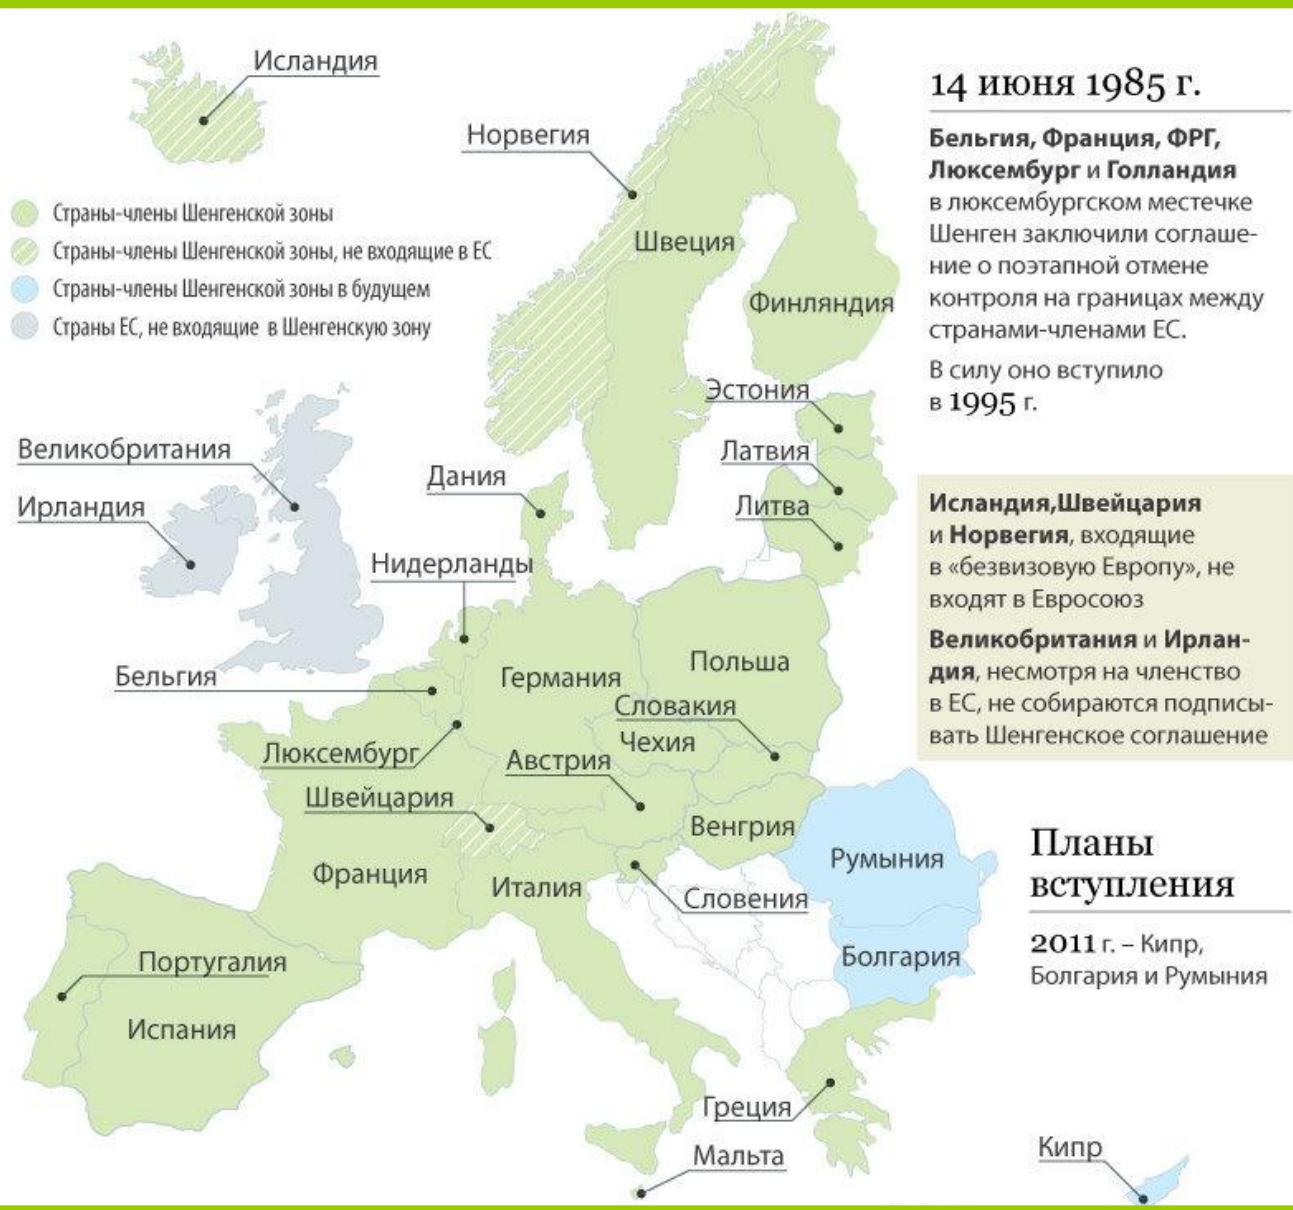 Исландия
Норвегия
Страны-члены Шенгенской зоны
Страны-члены Шенгенской зоны, не входящие в ЕС
Страны-члены Шенгенской зоны в будущем
Страны ЕС, не входящие в Шенгенскую зону
Швеция
Финляндия
Эстония
Латвия
Литва
Великобритания
Ирландия
Дания
Нидерланды
Бельгия
Германия
Польша
Словакия
Чехия
Люксембург
Австрия
Швейцария
Венгрия
Румыния
Франция
Италия
Словения
Болгария
Португалия
Испания
Греция
Мальта
Кипр
14 июня 1985 г.
Бельгия, Франция, ФРГ,
Люксембург и Голландия
в люксембургском местечке
Шенген заключили соглаше-
ние о поэтапной отмене
контроля на границах между
странами-членами ЕС.
В силу оно вступило
в 1995 г.
Исландия,Швейцария
и Норвегия, входящие
в «безвизовую Европу», не
входят в Евросоюз
Великобритания и Ирлан-
дия, несмотря на членство
в ЕС, не собираются подписы-
вать Шенгенское соглашение
Планы
вступления
2011 г. – Кипр,
Болгария и Румыния